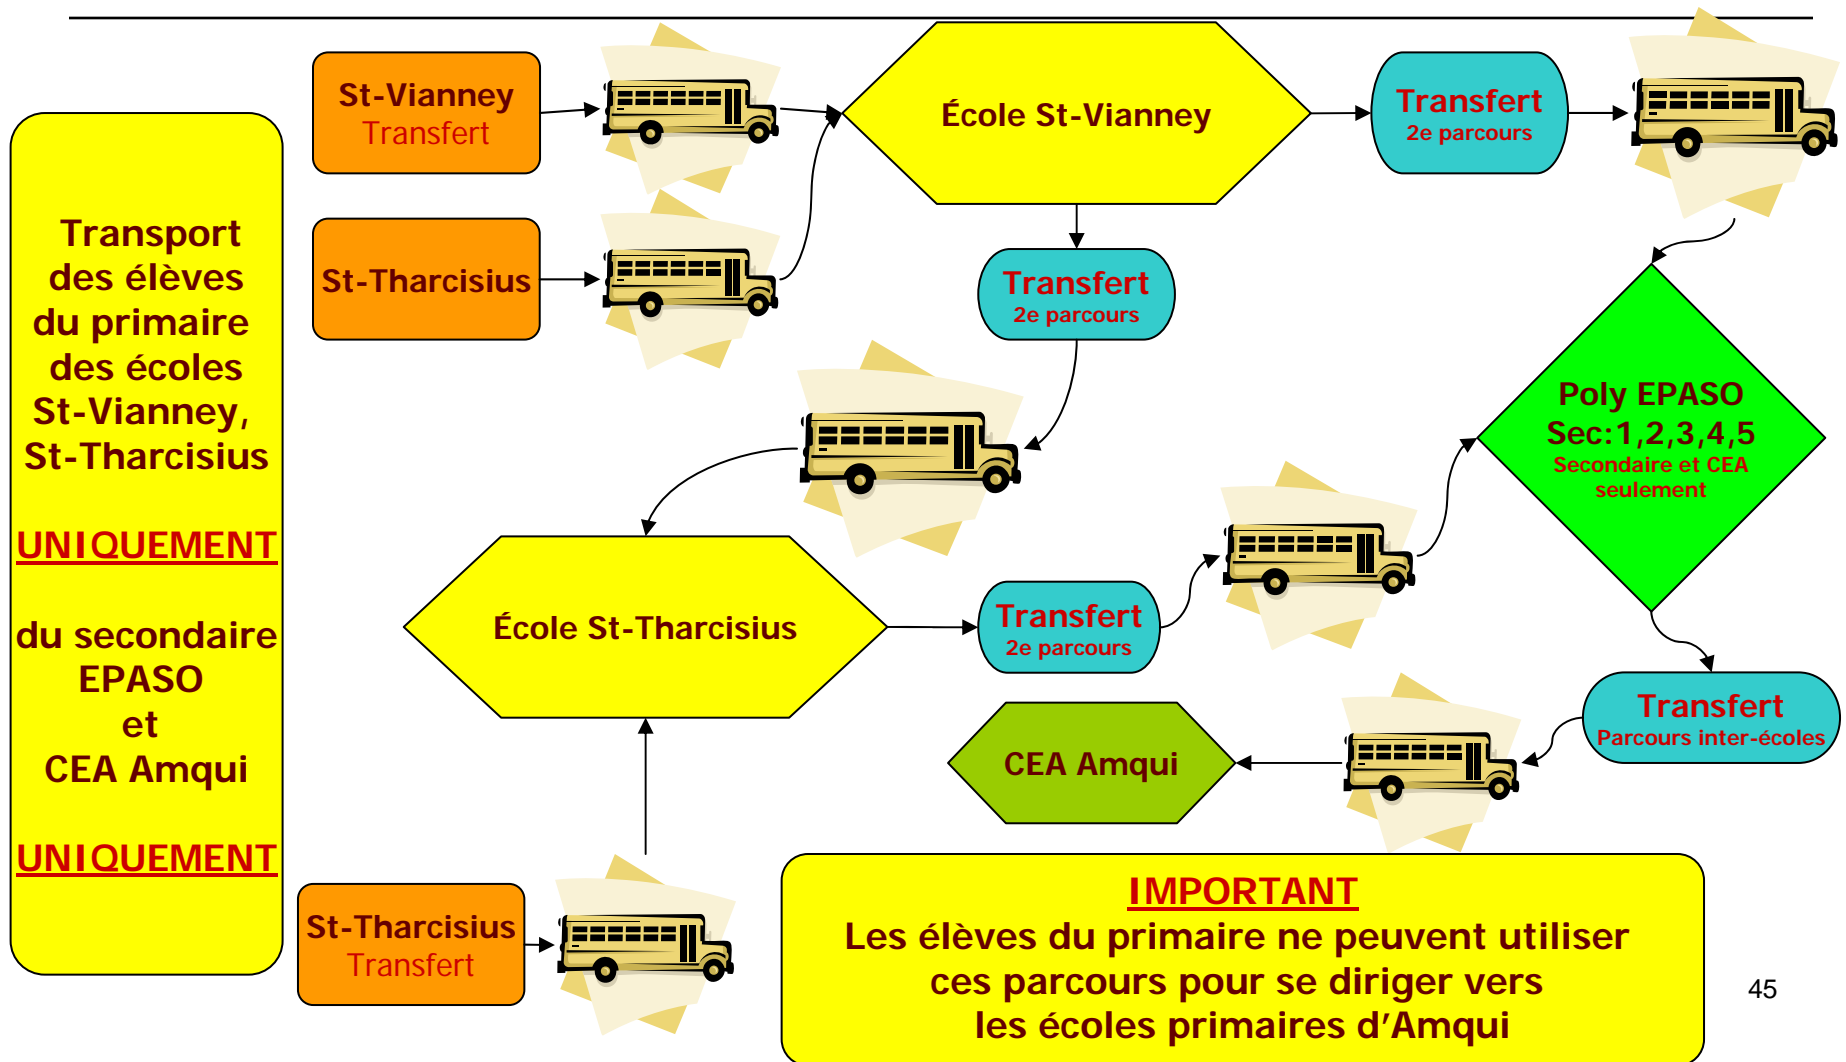 Transport
des élèves
du primaire
des écoles
St-Vianney,
St-Tharcisius
UNIQUEMENT
du secondaire
EPASO
et
CEA Amqui
UNIQUEMENT
St-Vianney
Transfert
St-Tharcisius
École St-Vianney
Transfert
2e parcours
Transfert
2e parcours
Poly EPASO
Sec:1,2,3,4,5
Secondaire et CEA
seulement
École St-Tharcisius
Transfert
2e parcours
Transfert
Parcours inter-écoles
CEA Amqui
St-Tharcisius
Transfert
IMPORTANT
Les élèves du primaire ne peuvent utiliser
ces parcours pour se diriger vers
les écoles primaires d’Amqui
45